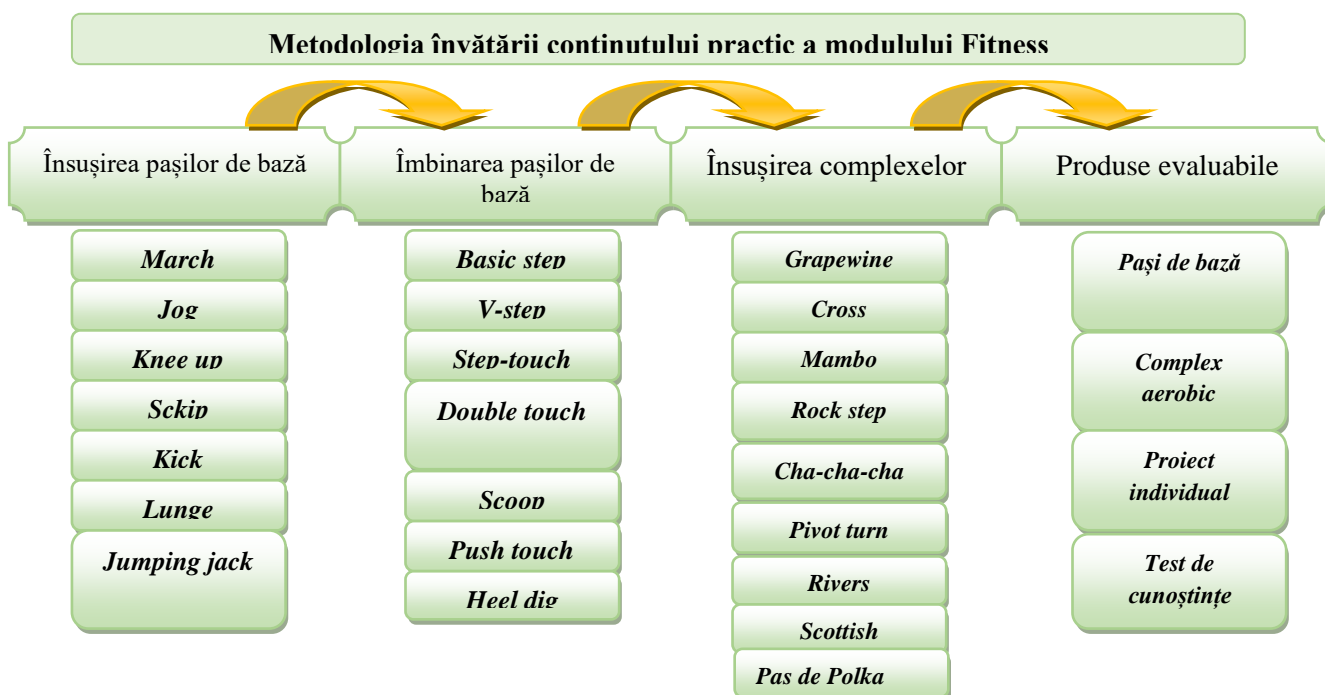 Metodologia învățării conținutului practic a modulului Fitness
Însușirea pașilor de bază
March
Jog
Knee up
Sckip
Kick
Lunge
Jumping jack
Îmbinarea pașilor de
bază
Basic step
V-step
Step-touch
Double touch
Scoop
Push touch
Heel dig
Însușirea complexelor
Grapewine
Cross
Mambo
Rock step
Cha-cha-cha
Pivot turn
Rivers
Scottish
Pas de Polka
Produse evaluabile
Pași de bază
Complex
aerobic
Proiect
individual
Test de
cunoștințe